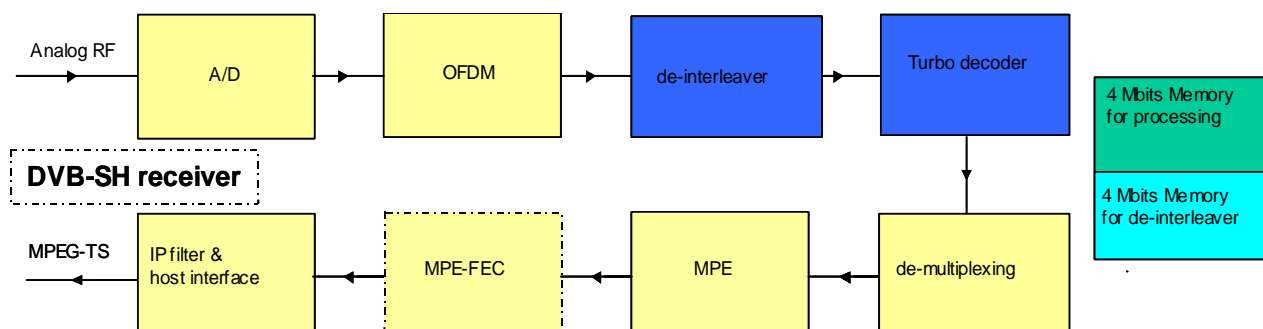 Analog RF
A/D
OFDM
de-interleaver
Turbo decoder
4 Mbits Memory
for processing
DVB-SH receiver
4 Mbits Memory
for de-interleaver
MPEG-TS
IP filter &
host interface
MPE-FEC
MPE
de-multiplexing
.